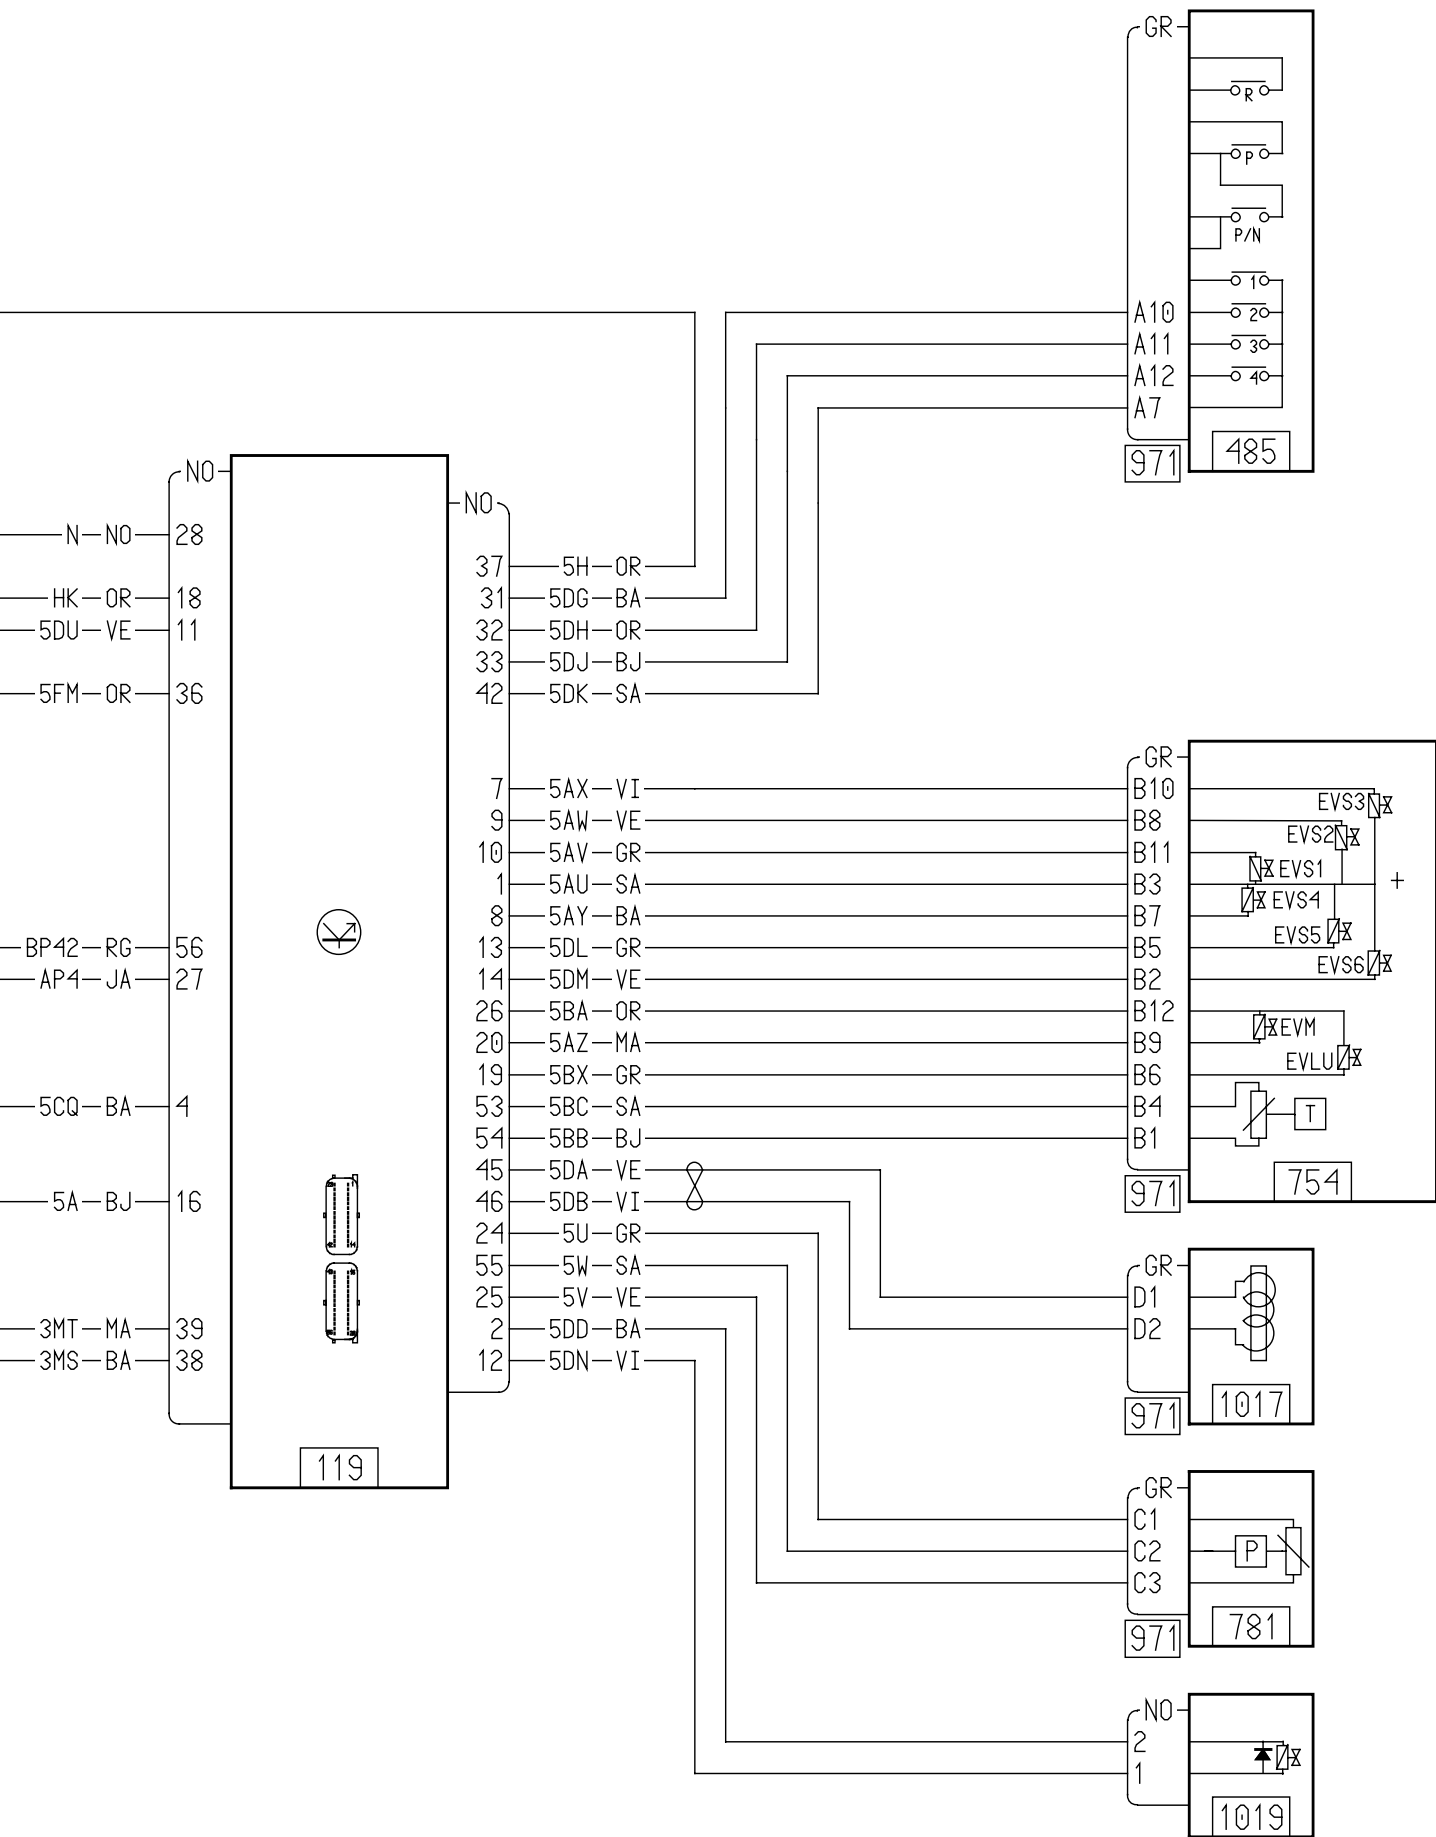 GR
R
P
P/N
1
A10 2
A11 3
A12 4
A7
971 485
NO
NO
N NO 28
37 5H OR
HK OR 18
31 5DG BA
5DU VE 11
32 5DH OR
33 5DJ BJ
5FM OR 36
42 5DK SA
GR
7 5AX VI B10 EVS3
9 5AW VE B8 EVS2
10 5AV GR B11 EVS1
1 5AU SA B3 +
8 5AY BA B7 EVS4
BP42 RG 56
13 5DL GR B5 EVS5
AP4 JA 27
14 5DM VE B2 EVS6
26 5BA OR B12
20 5AZ MA B9 EVM
19 5BX GR B6 EVLU
5CQ BA 4
53 5BC SA B4 T
54 5BB BJ B1
45 5DA VE
971 754
5A BJ 16
46 5DB VI
24 5U GR
55 5W SA GR
25 5V VE D1
3MT MA 39
2 5DD BA D2
3MS BA 38
12 5DN VI
971 1017
119
GR
C1
C2 P
C3
971 781
NO
2
1
1019